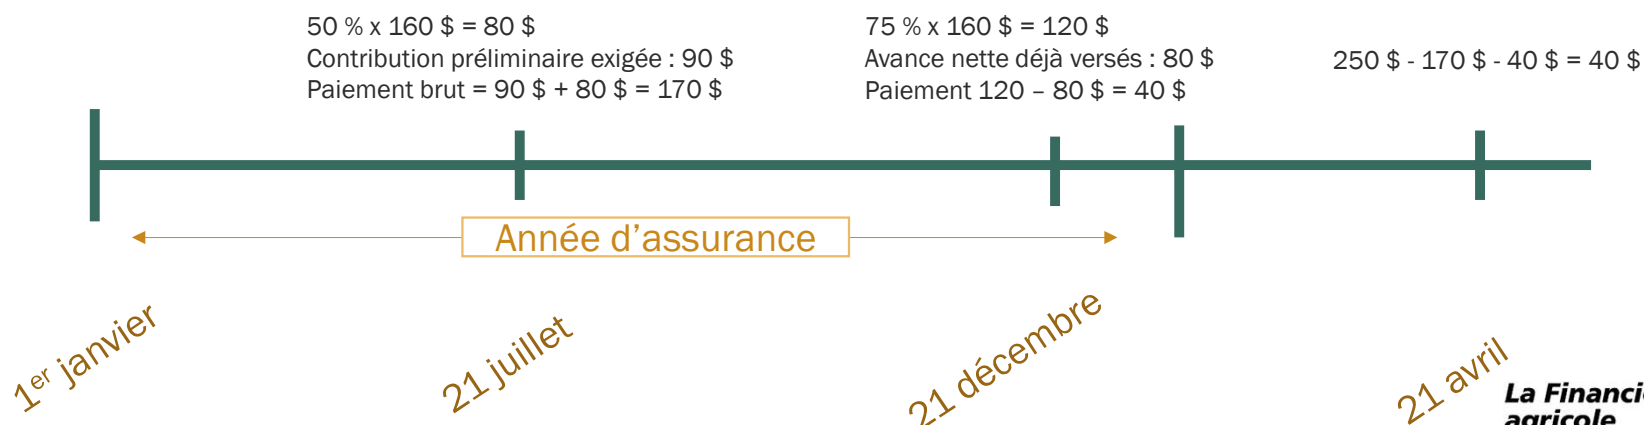 50 % x 160 $ = 80 $
Contribution préliminaire exigée : 90 $
Paiement brut = 90 $ + 80 $ = 170 $
75 % x 160 $ = 120 $
Avance nette déjà versés : 80 $
Paiement 120 – 80 $ = 40 $
250 $ - 170 $ - 40 $ = 40 $
Année d’assurance
1er janvier
21 juillet
21 décembre
21 avril
La
agricole